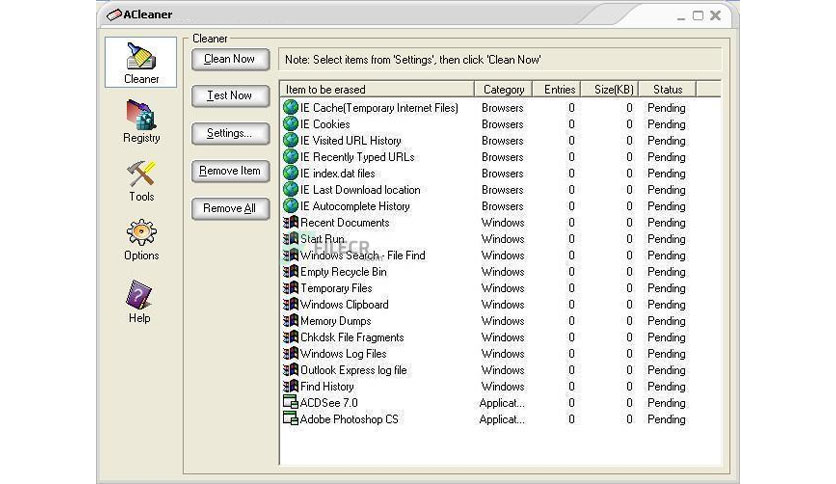 ACleaner
Cleaner
Registry
Tools
Options
Help
Cleaner
Clean Now
Test Now
Settings...
Remove Item
Remove All
Note: Select items from 'Settings', then click 'Clean Now'
Item to be erased Category Entries Size(KB) Status
IE Cache(Temporary Internet Files) Browsers 0 0 Pending
IE Cookies Browsers 0 0 Pending
IE Visited URL History Browsers 0 0 Pending
IE Recently Typed URLs Browsers 0 0 Pending
IE index.dat files Browsers 0 0 Pending
IE Last Download location Browsers 0 0 Pending
IE Autocomplete History Browsers 0 0 Pending
Recent Documents Windows 0 0 Pending
Start Run Windows 0 0 Pending
FILECR
Windows Search - File Find Windows 0 0 Pending
Empty Recycle Bin Windows 0 0 Pending
Temporary Files Windows 0 0 Pending
Windows Clipboard Windows 0 0 Pending
Memory Dumps Windows 0 0 Pending
Chkdsk File Fragments Windows 0 0 Pending
Windows Log Files Windows 0 0 Pending
Outlook Express log file Windows 0 0 Pending
Find History Windows 0 0 Pending
ACDSee 7.0 Applicat... 0 0 Pending
Adobe Photoshop CS Applicat... 0 0 Pending